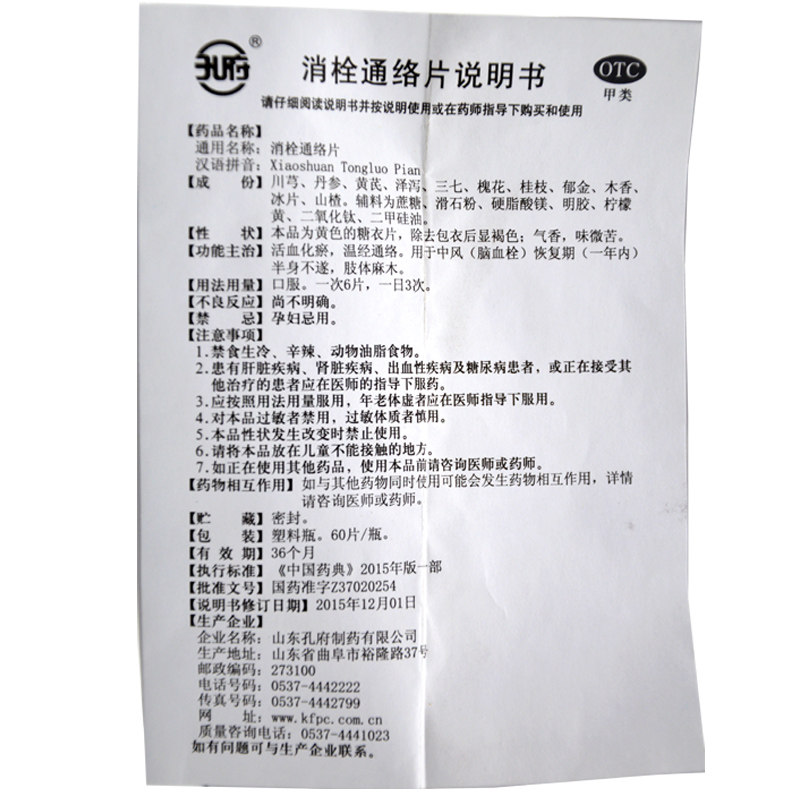 孔府®
消栓通络片说明书
OTC
甲类
请仔细阅读说明书并按说明使用或在药师指导下购买和使用
【药品名称】
通用名称：消栓通络片
汉语拼音：Xiaoshuan Tongluo Pian
【成 份】川芎、丹参、黄芪、泽泻、三七、槐花、桂枝、郁金、木香、
冰片、山楂。辅料为蔗糖、滑石粉、硬脂酸镁、明胶、柠檬
黄、二氧化钛、二甲硅油。
【性 状】本品为黄色的糖衣片，除去包衣后显褐色；气香，味微苦。
【功能主治】活血化瘀，温经通络。用于中风（脑血栓）恢复期（一年内）
半身不遂，肢体麻木。
【用法用量】口服。一次6片，一日3次。
【不良反应】尚不明确。
【禁 忌】孕妇忌用。
【注意事项】
1.禁食生冷、辛辣、动物油脂食物。
2.患有肝脏疾病、肾脏疾病、出血性疾病及糖尿病患者，或正在接受其
他治疗的患者应在医师的指导下服药。
3.应按照用法用量服用，年老体虚者应在医师指导下服用。
4.对本品过敏者禁用，过敏体质者慎用。
5.本品性状发生改变时禁止使用。
6.请将本品放在儿童不能接触的地方。
7.如正在使用其他药品，使用本品前请咨询医师或药师。
【药物相互作用】如与其他药物同时使用可能会发生药物相互作用，详情
请咨询医师或药师。
【贮 藏】密封。
【包 装】塑料瓶。60片/瓶。
【有 效 期】36个月
【执行标准】《中国药典》2015年版一部
【批准文号】国药准字Z37020254
【说明书修订日期】2015年12月01日
【生产企业】
企业名称：山东孔府制药有限公司
生产地址：山东省曲阜市裕隆路37号
邮政编码：273100
电话号码：0537-4442222
传真号码：0537-4442799
网 址：www.kfpc.com.cn
质量咨询电话：0537-4441023
如有问题可与生产企业联系。